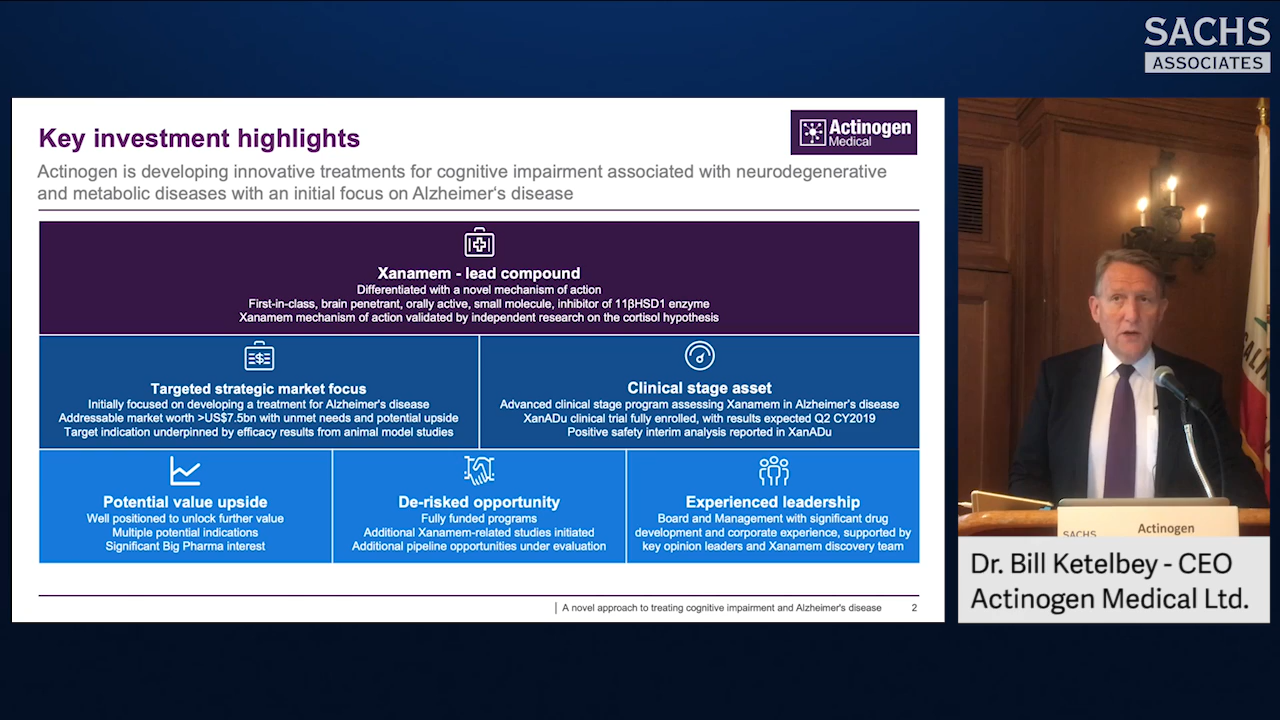 SACHS
ASSOCIATES
Key investment highlights
Actinogen
Medical
Actinogen is developing innovative treatments for cognitive impairment associated with neurodegenerative
and metabolic diseases with an initial focus on Alzheimer‘s disease
Xanamem - lead compound
Differentiated with a novel mechanism of action
First-in-class, brain penetrant, orally active, small molecule, inhibitor of 11βHSD1 enzyme
Xanamem mechanism of action validated by independent research on the cortisol hypothesis
Targeted strategic market focus
Initially focused on developing a treatment for Alzheimer's disease
Addressable market worth >US$7.5bn with unmet needs and potential upside
Target indication underpinned by efficacy results from animal model studies
Clinical stage asset
Advanced clinical stage program assessing Xanamem in Alzheimer's disease
XanADu clinical trial fully enrolled, with results expected Q2 CY2019
Positive safety interim analysis reported in XanADu
Potential value upside
Well positioned to unlock further value
Multiple potential indications
Significant Big Pharma interest
De-risked opportunity
Fully funded programs
Additional Xanamem-related studies initiated
Additional pipeline opportunities under evaluation
Experienced leadership
Board and Management with significant drug
development and corporate experience, supported by
key opinion leaders and Xanamem discovery team
A novel approach to treating cognitive impairment and Alzheimer's disease 2
SACHS
Actinogen
Dr. Bill Ketelbey - CEO
Actinogen Medical Ltd.